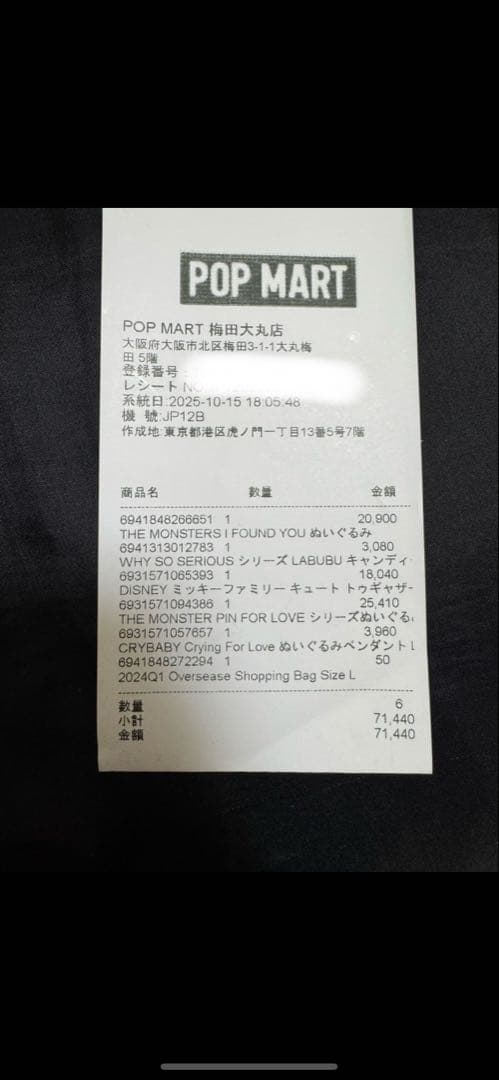 POP MART
POP MART 梅田大丸店
大阪府大阪市北区梅田3-1-1大丸梅
田 5階
登録番号
レシート NO
系統日:2025-10-15 18:05:48
機 號:JP12B
作成地:東京都港区虎ノ門一丁目13番5号7階
商品名 数量 金額
6941848266651 1 20,900
THE MONSTERS I FOUND YOU ぬいぐるみ
6941313012783 1 3,080
WHY SO SERIOUS シリーズ LABUBU キャンディ
6931571065393 1 18,040
DISNEY ミッキーファミリー キュート トゥギャザー
6931571094386 1 25,410
THE MONSTER PIN FOR LOVE シリーズぬいぐる
6931571057657 1 3,960
CRYBABY Crying For Love ぬいぐるみペンダント
6941848272294 1 50
2024Q1 Oversease Shopping Bag Size L
數量 6
小計 71,440
金額 71,440